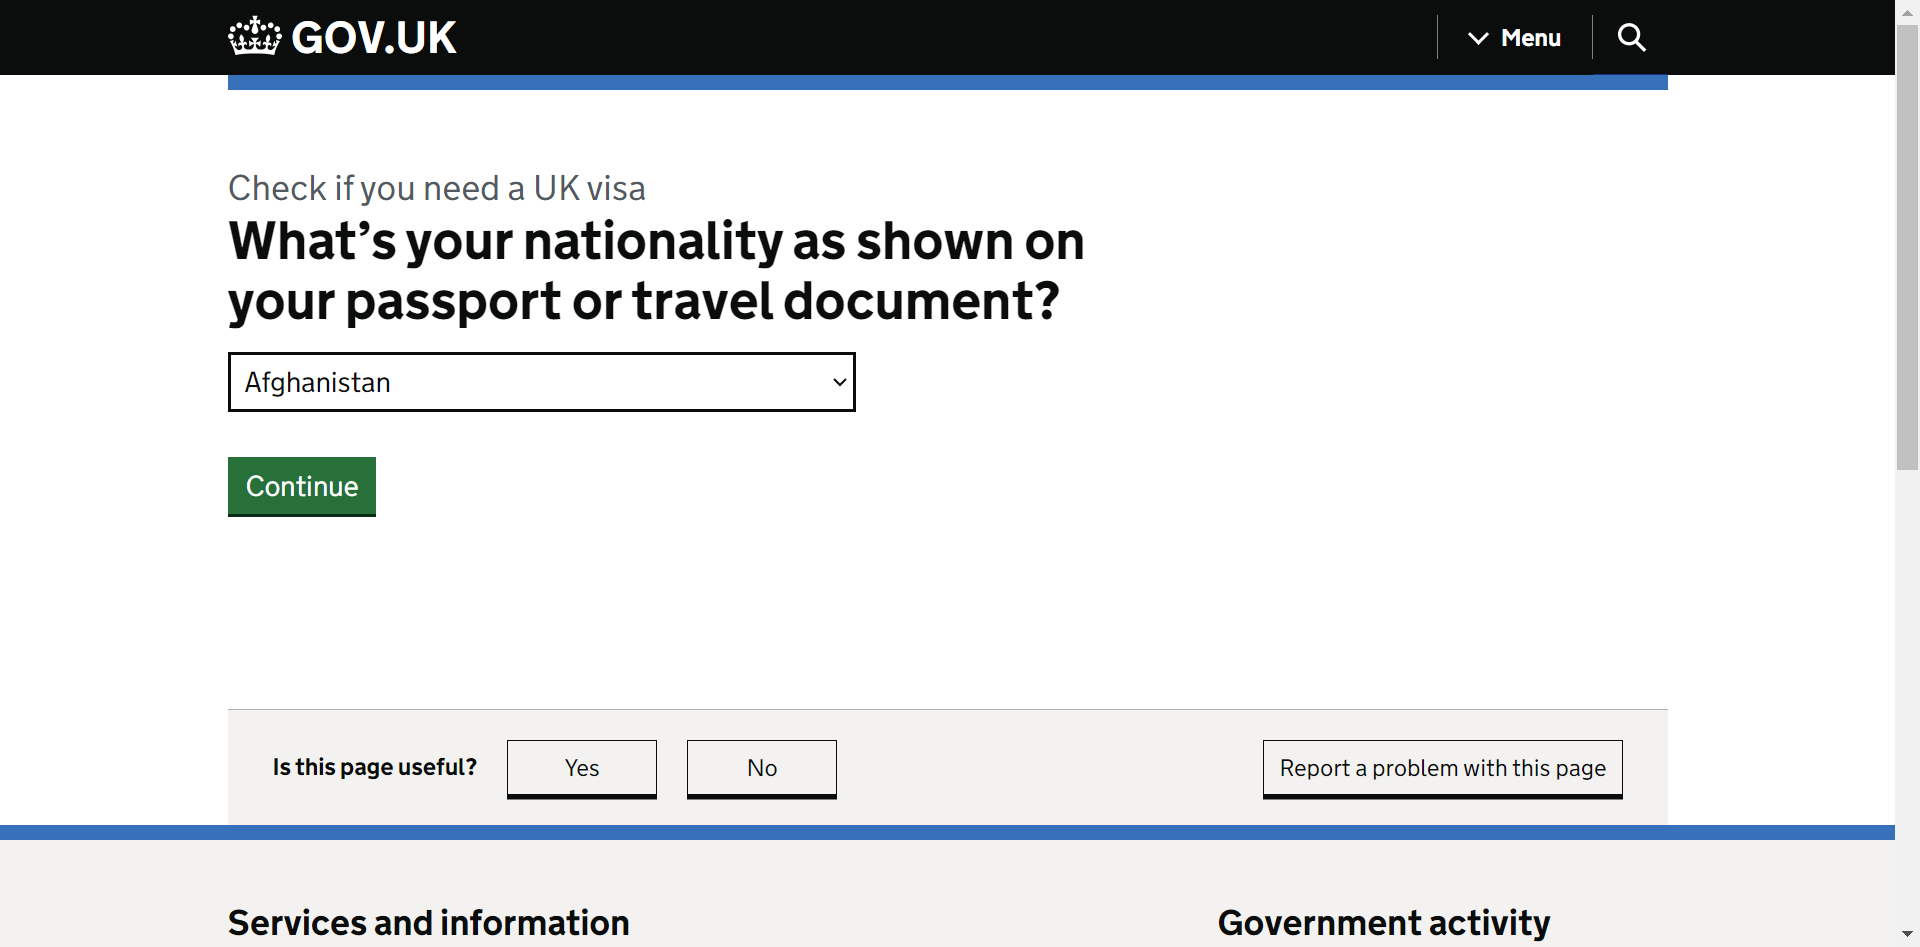 GOV.UK
Menu
Check if you need a UK visa
What’s your nationality as shown on
your passport or travel document?
Afghanistan
Continue
Is this page useful?
Yes
No
Report a problem with this page
Services and information
Government activity